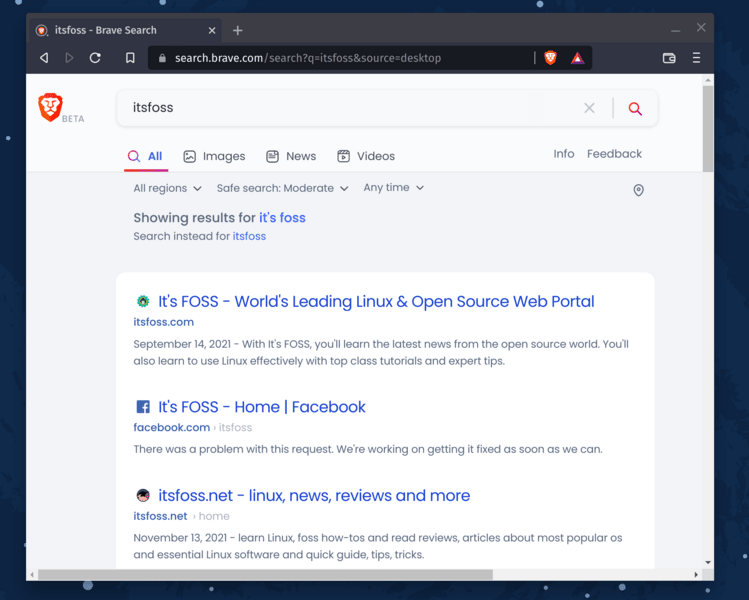 itsfoss - Brave Search
search.brave.com/search?q=itsfoss&source=desktop
BETA
itsfoss
All Images News Videos
Info Feedback
All regions Safe search: Moderate Any time
Showing results for it's foss
Search instead for itsfoss
It's FOSS - World's Leading Linux & Open Source Web Portal
itsfoss.com
September 14, 2021 - With It's FOSS, you'll learn the latest news from the open source world. You'll
also learn to use Linux effectively with top class tutorials and expert tips.
It's FOSS - Home | Facebook
facebook.com › itsfoss
There was a problem with this request. We're working on getting it fixed as soon as we can.
itsfoss.net - linux, news, reviews and more
itsfoss.net › home
November 13, 2021 - learn Linux, foss how-tos and read reviews, articles about most popular os
and essential Linux software and quick guide, tips, tricks.